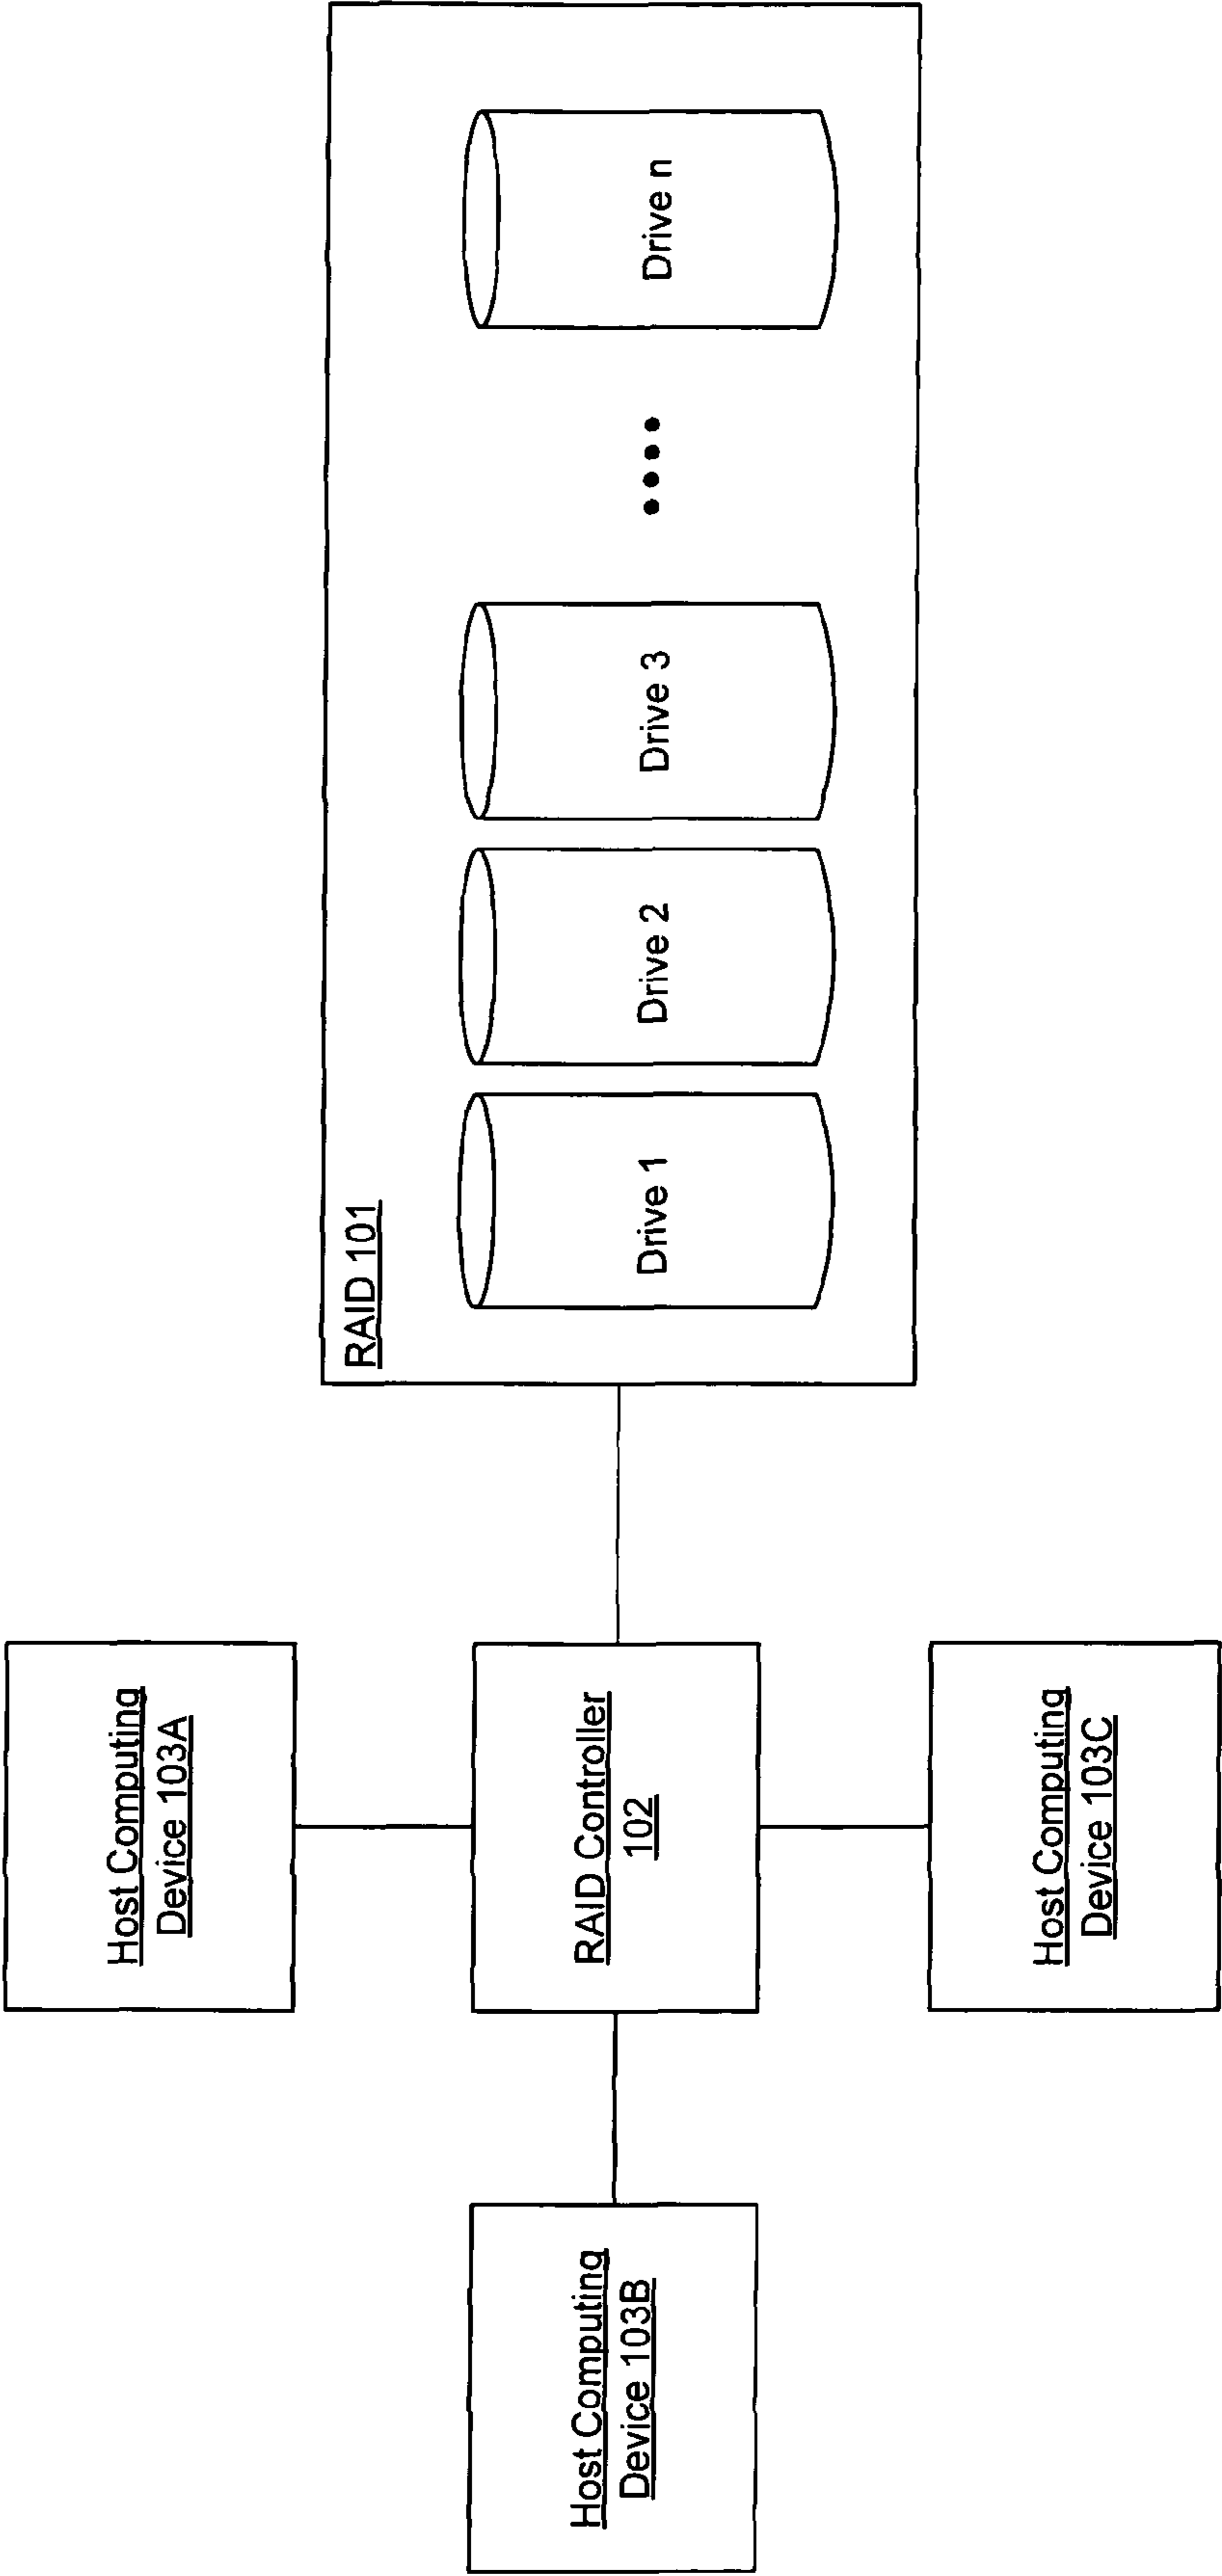 RAID 101
Drive 1
Drive 2
Drive 3
Drive n
Host Computing
Device 103A
RAID Controller
102
Host Computing
Device 103B
Host Computing
Device 103C